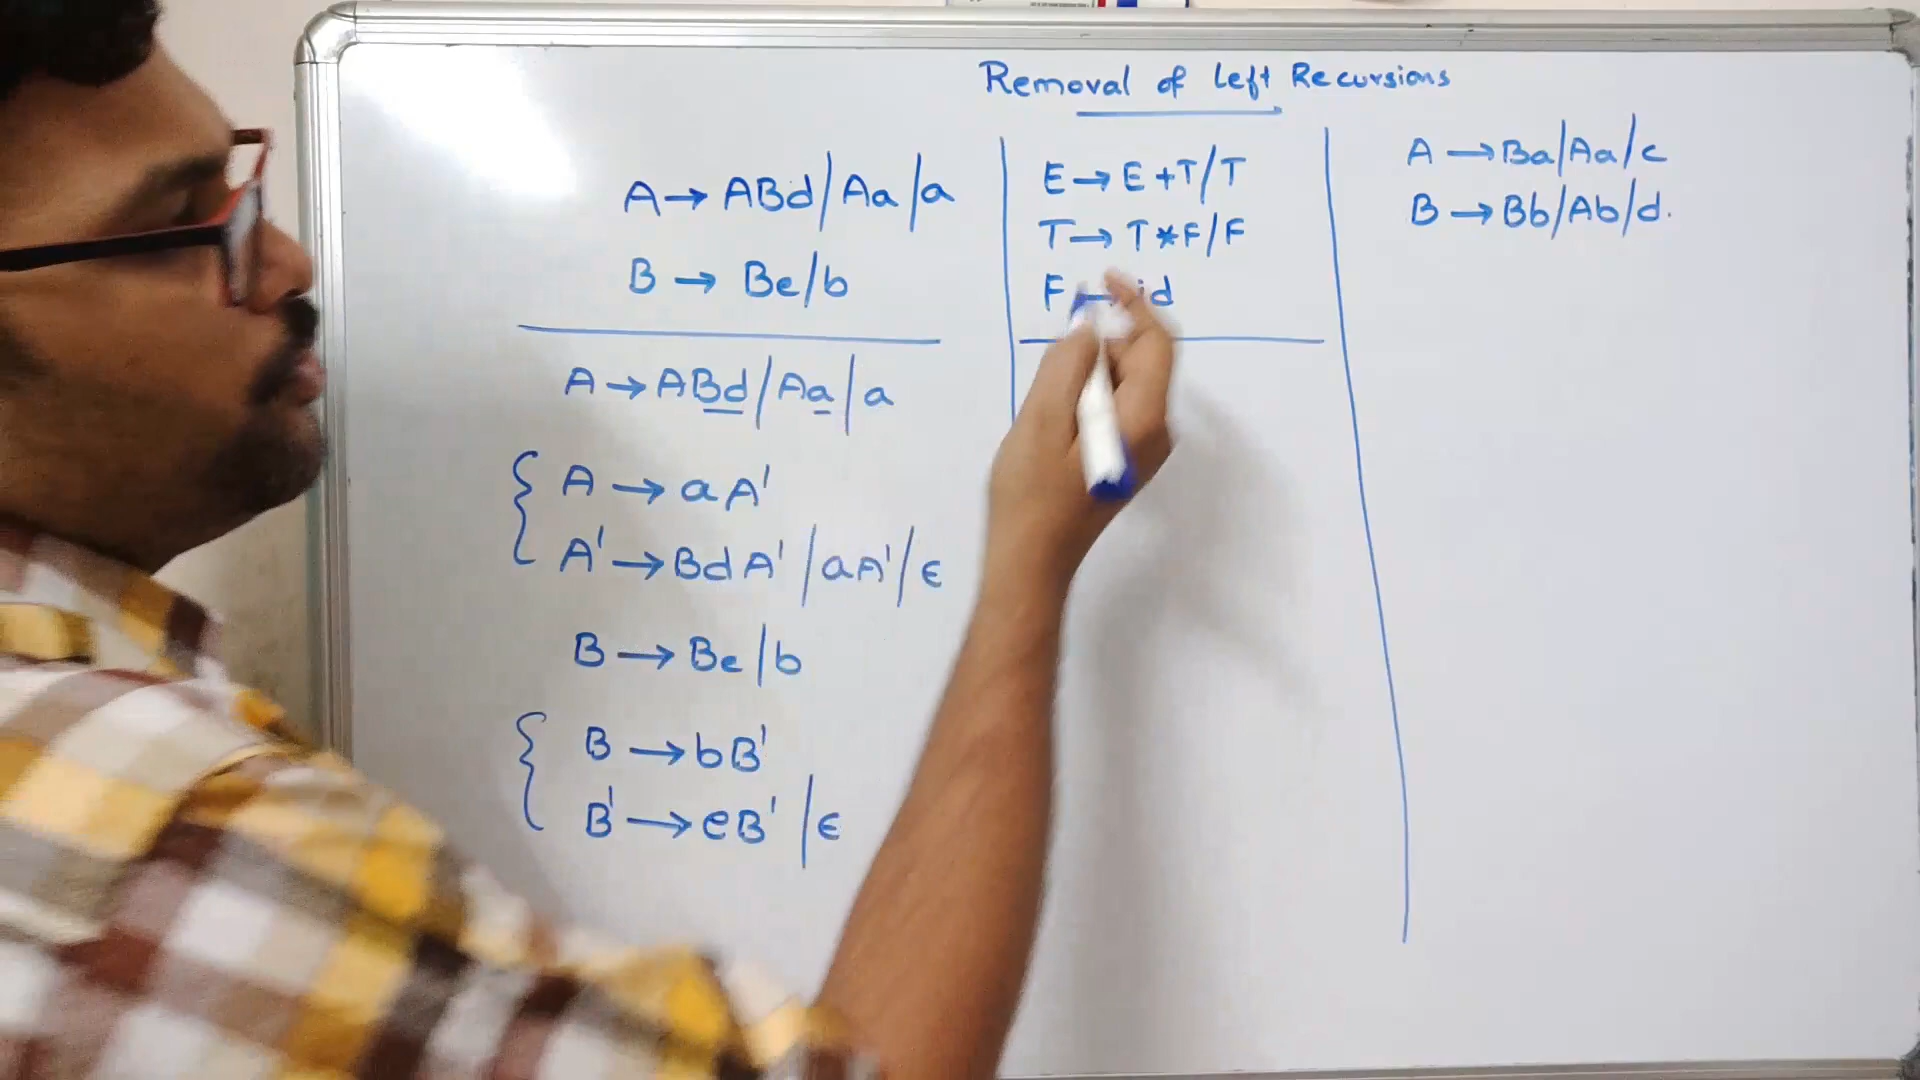 Removal of Left Recursions
A → ABd/Aa/a
B → Be/b
A → ABd/Aa/a
A → aA'
A' → BdA'/aA'/ϵ
B → Be/b
B → bB'
B' → eB'/ϵ
E → E+T/T
T → T*F/F
F → id
A → Ba/Aa/c
B → Bb/Ab/d.